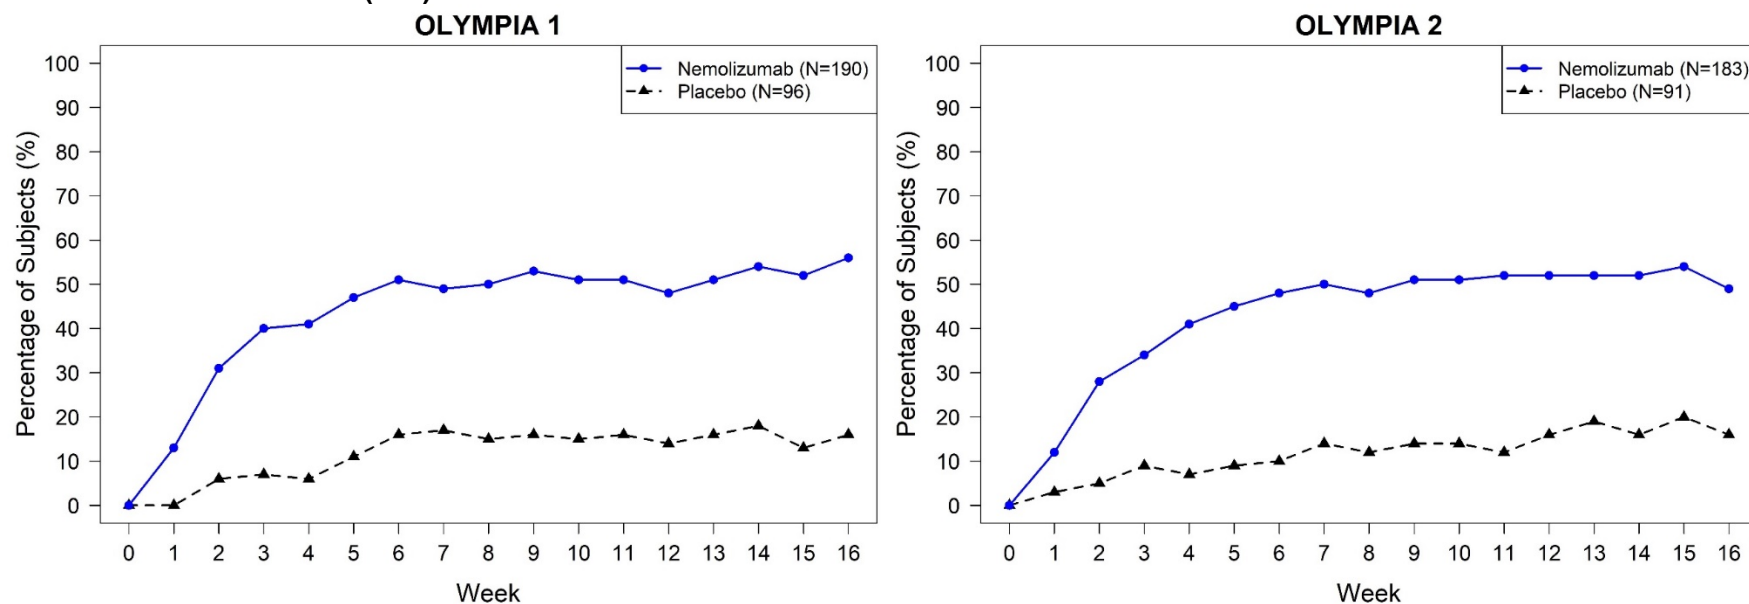 OLYMPIA 1
Percentage of Subjects (%)
100
90
80
70
60
50
40
30
20
10
0
Nemolizumab (N=190)
Placebo (N=96)
0 1 2 3 4 5 6 7 8 9 10 11 12 13 14 15 16
Week
OLYMPIA 2
Percentage of Subjects (%)
100
90
80
70
60
50
40
30
20
10
0
Nemolizumab (N=183)
Placebo (N=91)
0 1 2 3 4 5 6 7 8 9 10 11 12 13 14 15 16
Week